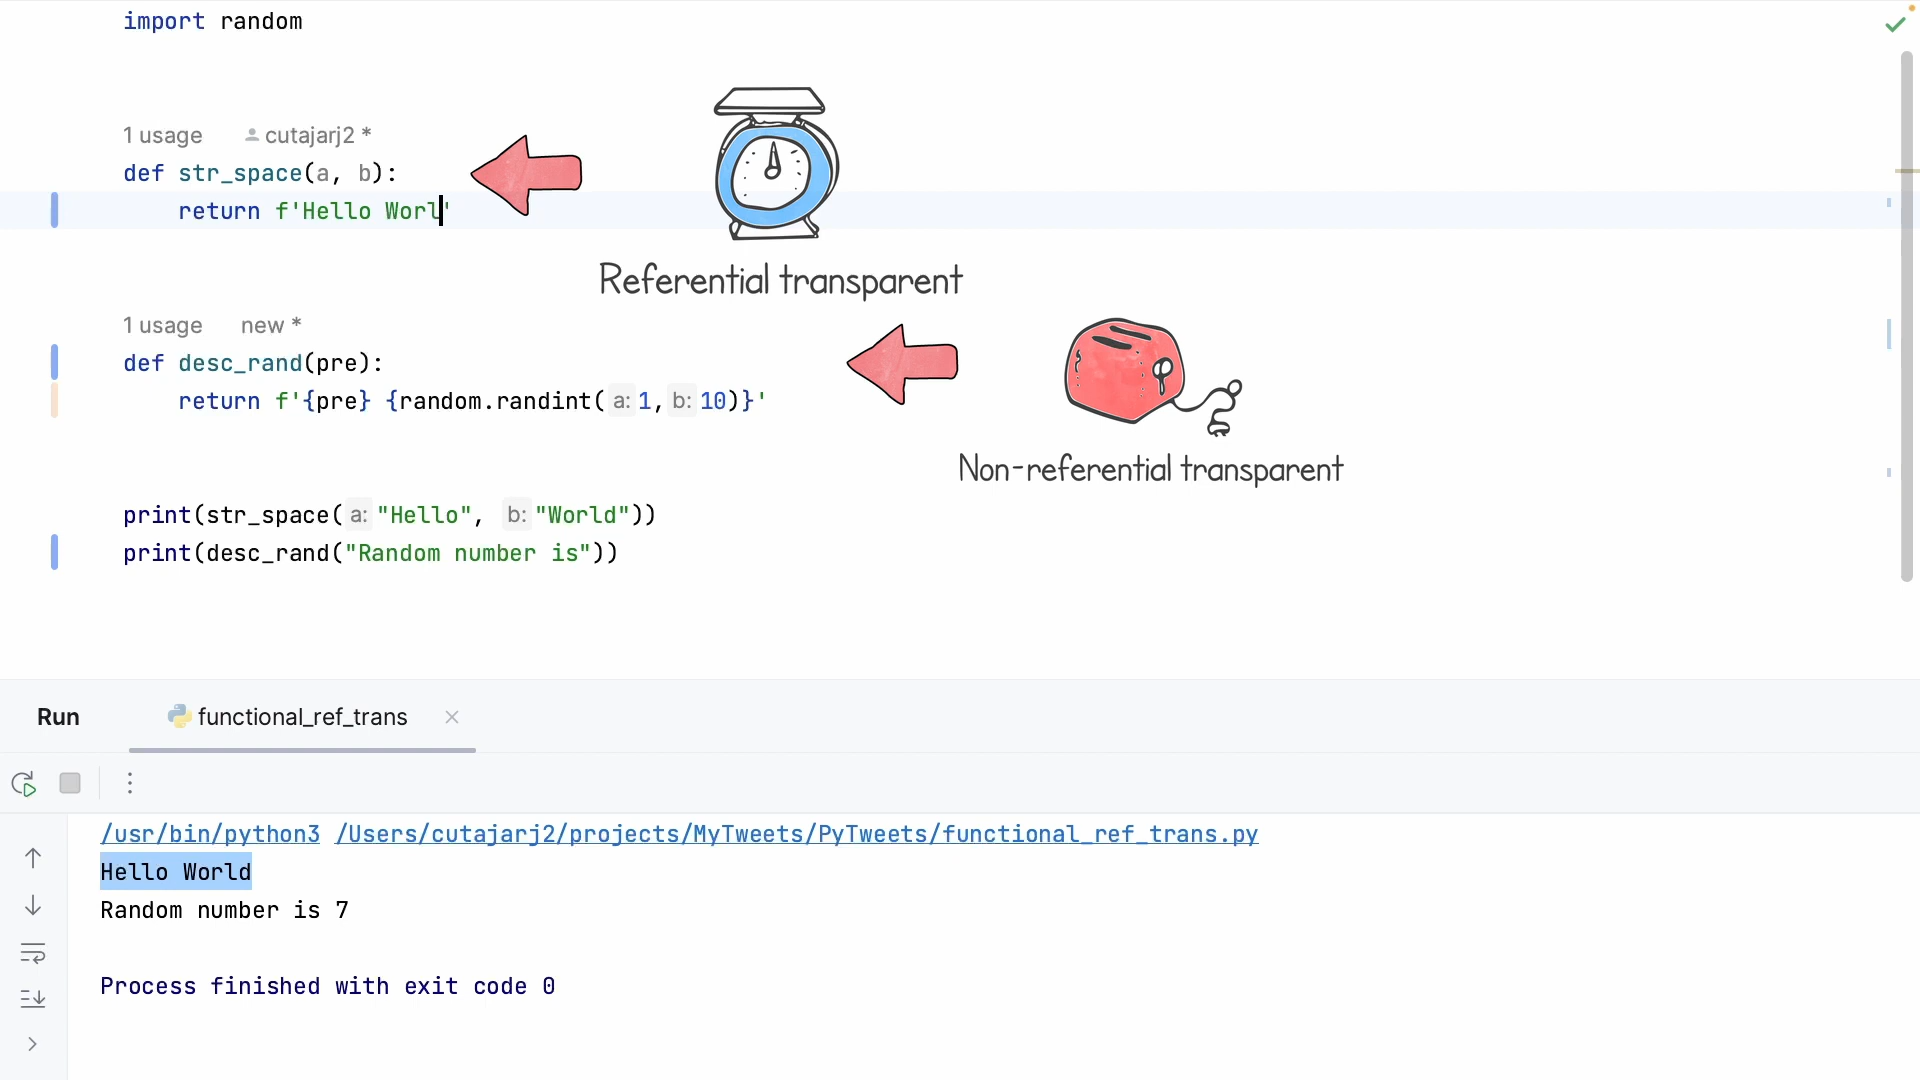 import random
1 usage cutajarj2 *
def str_space(a, b):
return f'Hello Worl'
Referential transparent
1 usage new *
def desc_rand(pre):
return f'{pre} {random.randint( a: 1, b: 10)}'
Non-referential transparent
print(str_space( a: "Hello", b: "World"))
print(desc_rand("Random number is"))
Run functional_ref_trans
/usr/bin/python3 /Users/cutajarj2/projects/MyTweets/PyTweets/functional_ref_trans.py
Hello World
Random number is 7
Process finished with exit code 0